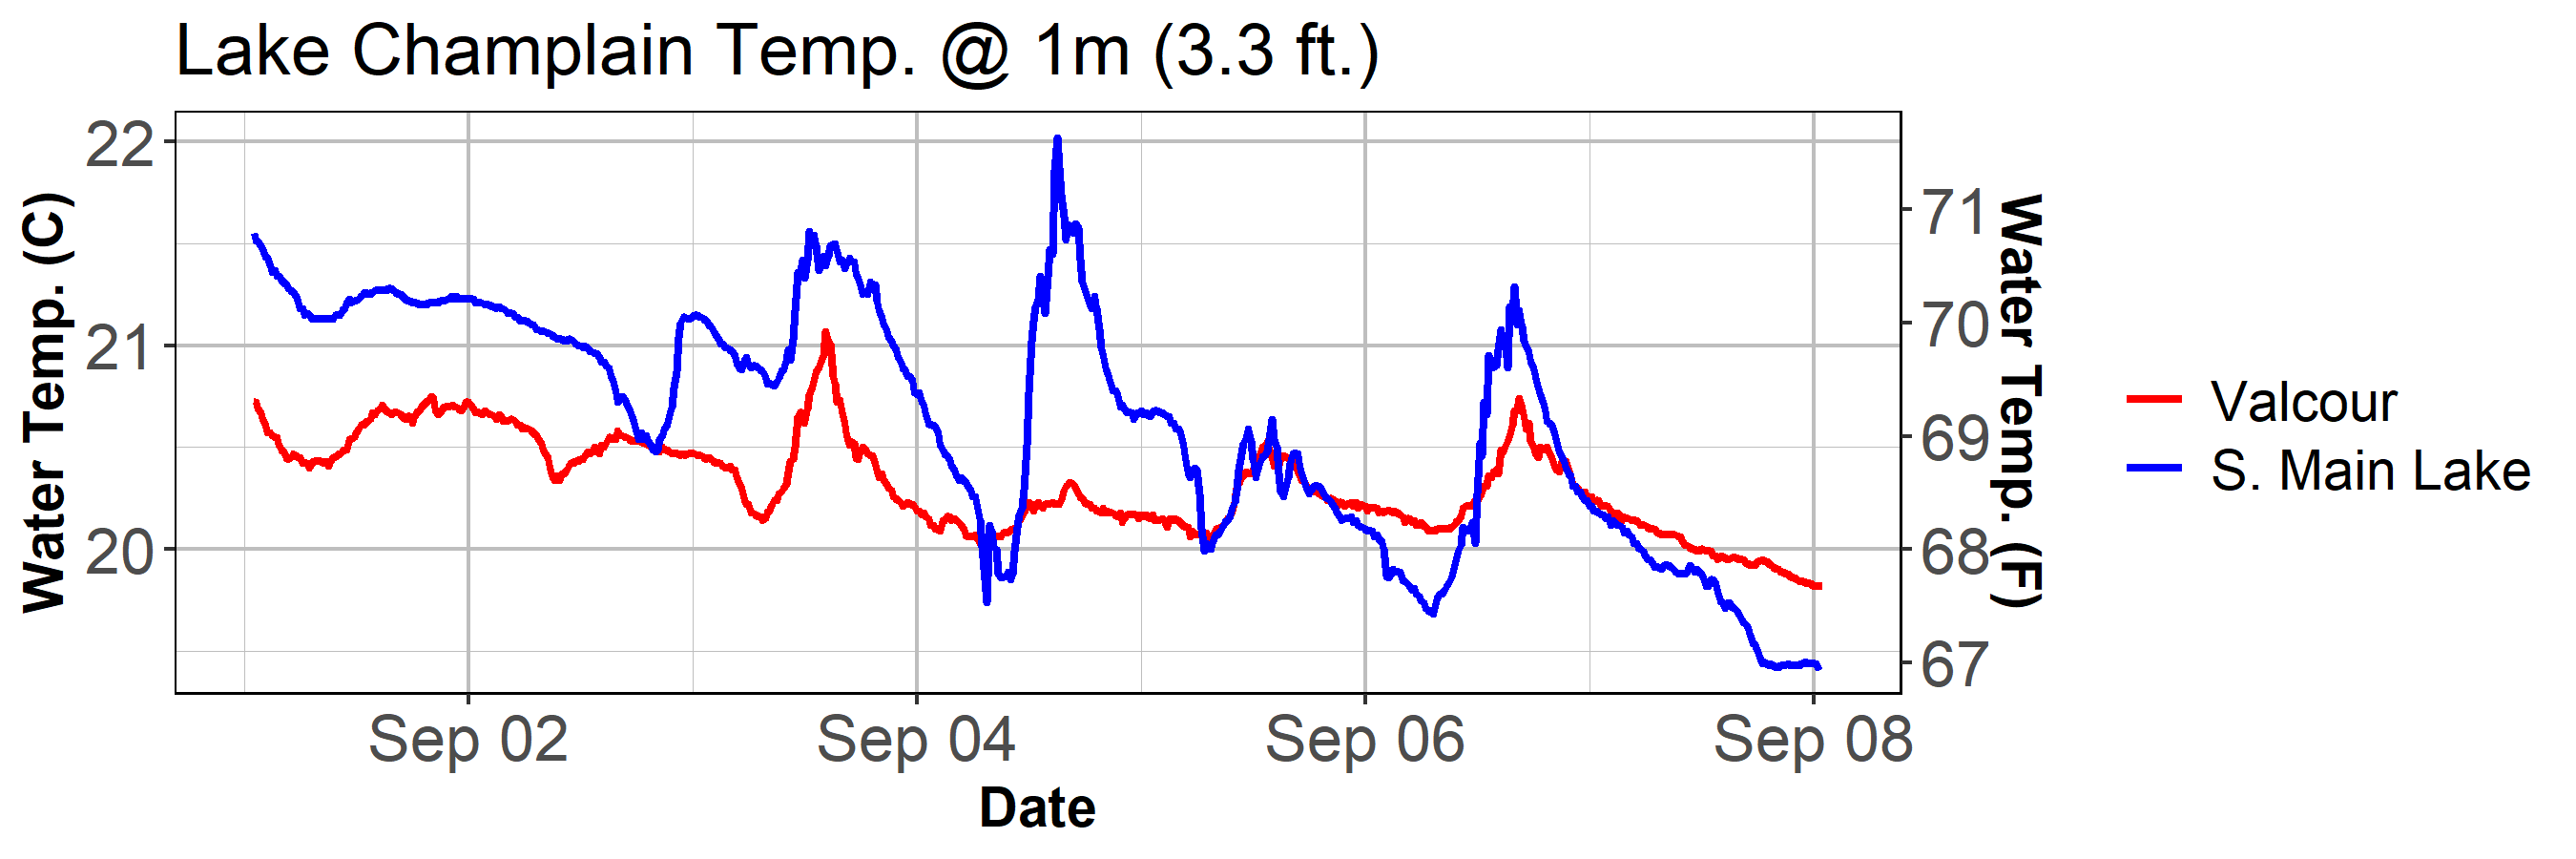 Lake Champlain Temp. @ 1m (3.3 ft.)
Water Temp. (C)
22
21
20
71
70
69
68
67
Water Temp. (F)
Sep 02
Sep 04
Sep 06
Sep 08
Date
Valcour
S. Main Lake